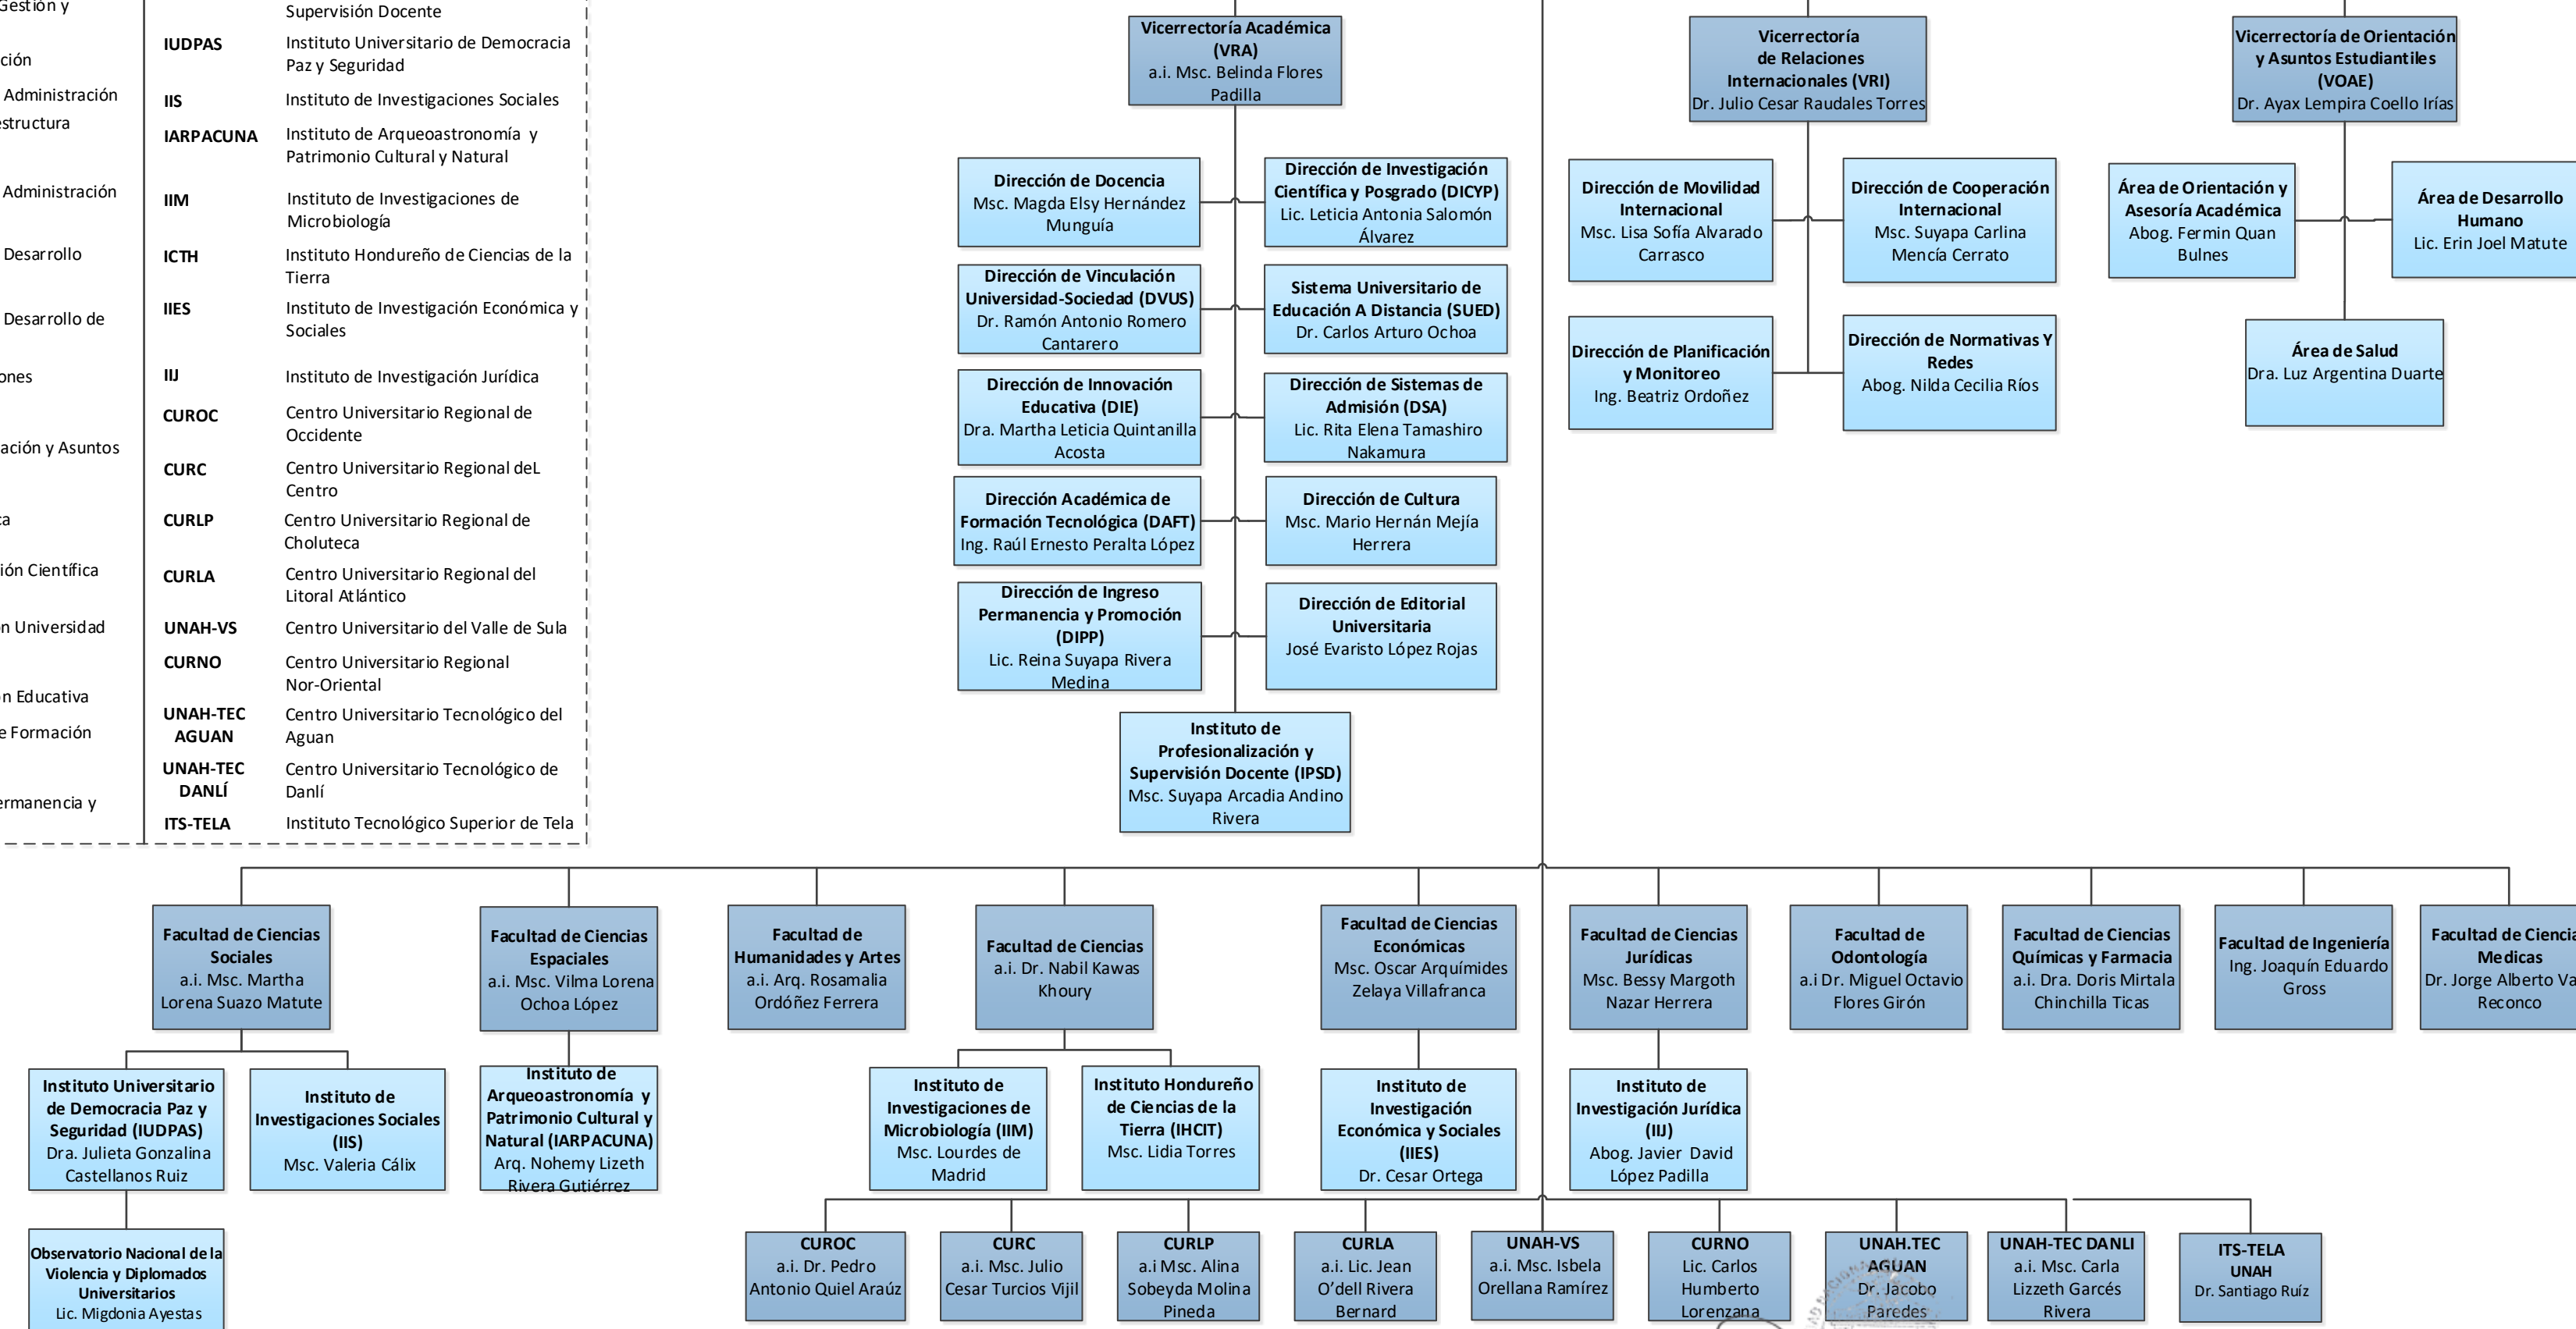 Gestión y
ción
Administración
estructura
Administración
Desarrollo
Desarrollo de
ones
ación y Asuntos
ca
ión Científica
n Universidad
n Educativa
e Formación
ermanencia y
Supervisión Docente
IUDPAS Instituto Universitario de Democracia
Paz y Seguridad
IIS Instituto de Investigaciones Sociales
IARPACUNA Instituto de Arqueoastronomía y
Patrimonio Cultural y Natural
IIM Instituto de Investigaciones de
Microbiología
ICTH Instituto Hondureño de Ciencias de la
Tierra
IIES Instituto de Investigación Económica y
Sociales
IIJ Instituto de Investigación Jurídica
CUROC Centro Universitario Regional de
Occidente
CURC Centro Universitario Regional deL
Centro
CURLP Centro Universitario Regional de
Choluteca
CURLA Centro Universitario Regional del
Litoral Atlántico
UNAH-VS Centro Universitario del Valle de Sula
CURNO Centro Universitario Regional
Nor-Oriental
UNAH-TEC Centro Universitario Tecnológico del
AGUAN Aguan
UNAH-TEC Centro Universitario Tecnológico de
DANLÍ Danlí
ITS-TELA Instituto Tecnológico Superior de Tela
Vicerrectoría Académica
(VRA)
a.i. Msc. Belinda Flores
Padilla
Dirección de Docencia
Msc. Magda Elsy Hernández
Munguía
Dirección de Investigación
Científica y Posgrado (DICYP)
Lic. Leticia Antonia Salomón
Álvarez
Dirección de Vinculación
Universidad-Sociedad (DVUS)
Dr. Ramón Antonio Romero
Cantarero
Sistema Universitario de
Educación A Distancia (SUED)
Dr. Carlos Arturo Ochoa
Dirección de Innovación
Educativa (DIE)
Dra. Martha Leticia Quintanilla
Acosta
Dirección de Sistemas de
Admisión (DSA)
Lic. Rita Elena Tamashiro
Nakamura
Dirección Académica de
Formación Tecnológica (DAFT)
Ing. Raúl Ernesto Peralta López
Dirección de Cultura
Msc. Mario Hernán Mejía
Herrera
Dirección de Ingreso
Permanencia y Promoción
(DIPP)
Lic. Reina Suyapa Rivera
Medina
Dirección de Editorial
Universitaria
José Evaristo López Rojas
Instituto de
Profesionalización y
Supervisión Docente (IPSD)
Msc. Suyapa Arcadia Andino
Rivera
Vicerrectoría
de Relaciones
Internacionales (VRI)
Dr. Julio Cesar Raudales Torres
Dirección de Movilidad
Internacional
Msc. Lisa Sofía Alvarado
Carrasco
Dirección de Cooperación
Internacional
Msc. Suyapa Carlina
Mencía Cerrato
Dirección de Planificación
y Monitoreo
Ing. Beatriz Ordoñez
Dirección de Normativas Y
Redes
Abog. Nilda Cecilia Ríos
Vicerrectoría de Orientación
y Asuntos Estudiantiles
(VOAE)
Dr. Ayax Lempira Coello Irías
Área de Orientación y
Asesoría Académica
Abog. Fermin Quan
Bulnes
Área de Desarrollo
Humano
Lic. Erin Joel Matute
Área de Salud
Dra. Luz Argentina Duarte
Facultad de Ciencias
Sociales
a.i. Msc. Martha
Lorena Suazo Matute
Facultad de Ciencias
Espaciales
a.i. Msc. Vilma Lorena
Ochoa López
Facultad de
Humanidades y Artes
a.i. Arq. Rosamalia
Ordóñez Ferrera
Facultad de Ciencias
a.i. Dr. Nabil Kawas
Khoury
Facultad de Ciencias
Económicas
Msc. Oscar Arquímides
Zelaya Villafranca
Facultad de Ciencias
Jurídicas
Msc. Bessy Margoth
Nazar Herrera
Facultad de
Odontología
a.i Dr. Miguel Octavio
Flores Girón
Facultad de Ciencias
Químicas y Farmacia
a.i. Dra. Doris Mirtala
Chinchilla Ticas
Facultad de Ingeniería
Ing. Joaquín Eduardo
Gross
Facultad de Ciencia
Medicas
Dr. Jorge Alberto Va
Reconco
Instituto Universitario
de Democracia Paz y
Seguridad (IUDPAS)
Dra. Julieta Gonzalina
Castellanos Ruiz
Instituto de
Investigaciones Sociales
(IIS)
Msc. Valeria Cálix
Instituto de
Arqueoastronomía y
Patrimonio Cultural y
Natural (IARPACUNA)
Arq. Nohemy Lizeth
Rivera Gutiérrez
Instituto de
Investigaciones de
Microbiología (IIM)
Msc. Lourdes de
Madrid
Instituto Hondureño
de Ciencias de la
Tierra (IHCIT)
Msc. Lidia Torres
Instituto de
Investigación
Económica y Sociales
(IIES)
Dr. Cesar Ortega
Instituto de
Investigación Jurídica
(IIJ)
Abog. Javier David
López Padilla
Observatorio Nacional de la
Violencia y Diplomados
Universitarios
Lic. Migdonia Ayestas
CUROC
a.i. Dr. Pedro
Antonio Quiel Araúz
CURC
a.i. Msc. Julio
Cesar Turcios Vijil
CURLP
a.i Msc. Alina
Sobeyda Molina
Pineda
CURLA
a.i. Lic. Jean
O’dell Rivera
Bernard
UNAH-VS
a.i. Msc. Isbela
Orellana Ramírez
CURNO
Lic. Carlos
Humberto
Lorenzana
UNAH.TEC
AGUAN
Dr. Jacobo
Paredes
UNAH-TEC DANLI
a.i. Msc. Carla
Lizzeth Garcés
Rivera
ITS-TELA
UNAH
Dr. Santiago Ruíz